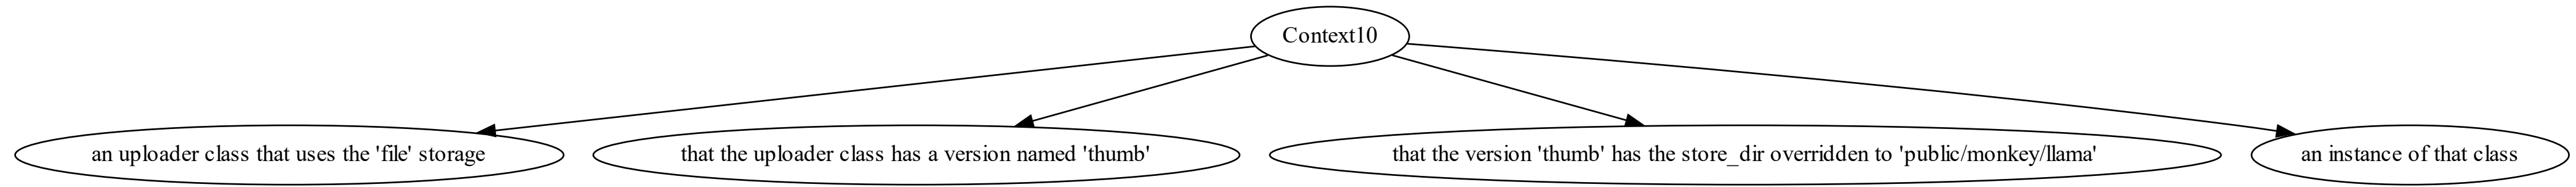 Context10
an uploader class that uses the 'file' storage
that the uploader class has a version named 'thumb'
that the version 'thumb' has the store_dir overridden to 'public/monkey/llama'
an instance of that class